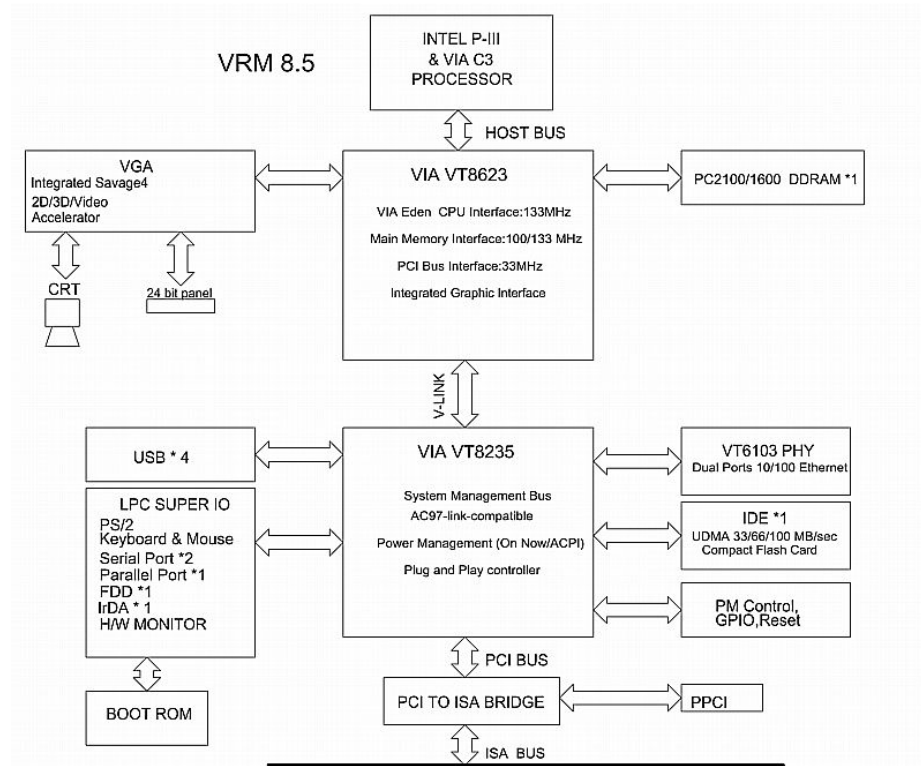 VRM 8.5
INTEL P-III
& VIA C3
PROCESSOR
HOST BUS
VGA
Integrated Savage4
2D/3D/Video
Accelerator
CRT
24 bit panel
VIA VT8623
VIA Eden CPU Interface:133MHz
Main Memory Interface:100/133 MHz
PCI Bus Interface:33MHz
Integrated Graphic Interface
PC2100/1600 DDRAM *1
V-LINK
USB * 4
LPC SUPER IO
PS/2
Keyboard & Mouse
Serial Port *2
Parallel Port *1
FDD *1
IrDA * 1
H/W MONITOR
BOOT ROM
VIA VT8235
System Management Bus
AC97-link-compatible
Power Management (On Now/ACPI)
Plug and Play controller
VT6103 PHY
Dual Ports 10/100 Ethernet
IDE *1
UDMA 33/66/100 MB/sec
Compact Flash Card
PM Control,
GPIO,Reset
PCI BUS
PCI TO ISA BRIDGE
PPCI
ISA BUS